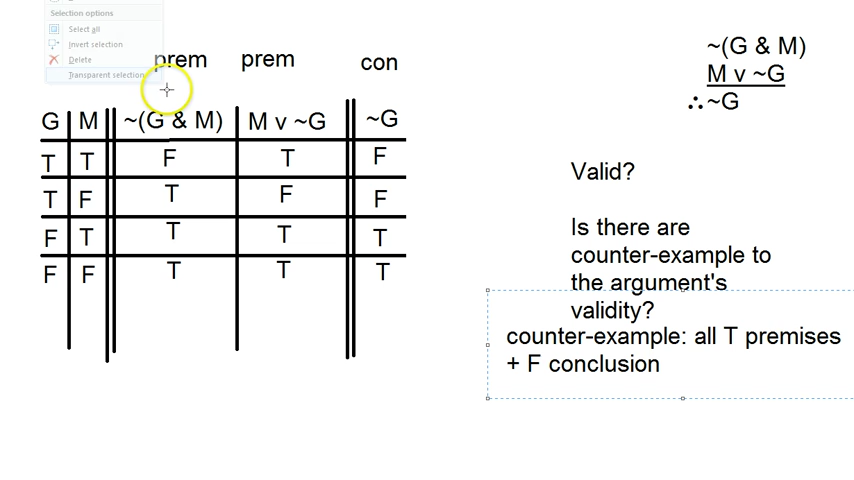 Selection options
Select all
Invert selection
Delete
Transparent selection
prem prem con
G M ~(G & M) M v ~G ~G
T T F T F
T F T F F
F T T T T
F F T T T
~(G & M)
M v ~G
∴ ~G
Valid?
Is there are
counter-example to
the argument's
validity?
counter-example: all T premises
+ F conclusion